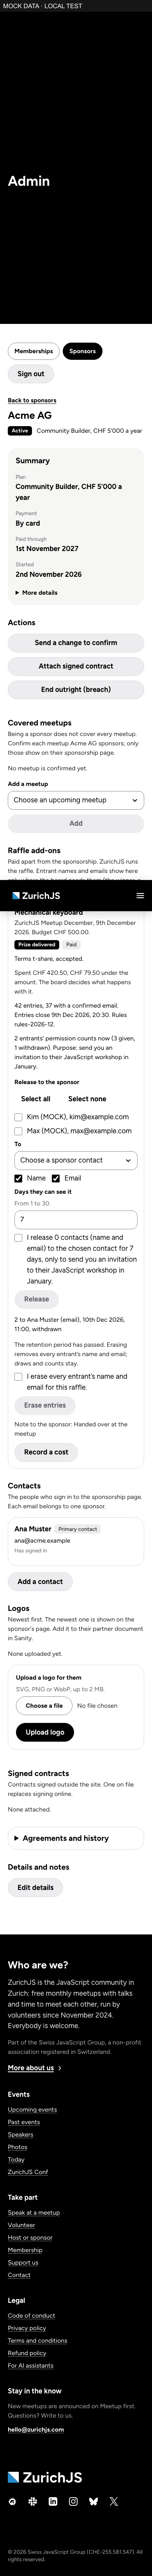 MOCK DATA · LOCAL TEST
Admin
Memberships
Sponsors
Sign out
Back to sponsors
Acme AG
Active
Community Builder, CHF 5'000 a year
Summary
Plan
Community Builder, CHF 5'000 a
year
Payment
By card
Paid through
1st November 2027
Started
2nd November 2026
More details
Actions
Send a change to confirm
Attach signed contract
End outright (breach)
Covered meetups
Being a sponsor does not cover every meetup.
Confirm each meetup Acme AG sponsors; only
those show on their sponsorship page.
No meetup is confirmed yet.
Add a meetup
Choose an upcoming meetup
Add
Raffle add-ons
Paid apart from the sponsorship. ZurichJS runs
the raffle. Entrant names and emails show here
ZurichJS
Mechanical keyboard
ZurichJS Meetup December, 9th December
2026. Budget CHF 500.00.
Prize delivered
Paid
Terms t-share, accepted.
Spent CHF 420.50, CHF 79.50 under the
amount. The board decides what happens
with it.
42 entries, 37 with a confirmed email.
Entries close 9th Dec 2026, 20:30. Rules
rules-2026-12.
2 entrants' permission counts now (3 given,
1 withdrawn). Purpose: send you an
invitation to their JavaScript workshop in
January.
Release to the sponsor
Select all
Select none
Kim (MOCK), kim@example.com
Max (MOCK), max@example.com
To
Choose a sponsor contact
Name
Email
Days they can see it
From 1 to 30.
7
I release 0 contacts (name and
email) to the chosen contact for 7
days, only to send you an invitation
to their JavaScript workshop in
January.
Release
2 to Ana Muster (email), 10th Dec 2026,
11:00, withdrawn
The retention period has passed. Erasing
removes every entrant's name and email;
draws and counts stay.
I erase every entrant's name and
email for this raffle.
Erase entries
Note to the sponsor: Handed over at the
meetup
Record a cost
Contacts
The people who sign in to the sponsorship page.
Each email belongs to one sponsor.
Ana Muster
Primary contact
ana@acme.example
Has signed in
Add a contact
Logos
Newest first. The newest one is shown on the
sponsor's page. Add it to their partner document
in Sanity.
None uploaded yet.
Upload a logo for them
SVG, PNG or WebP, up to 2 MB.
Choose a file
No file chosen
Upload logo
Signed contracts
Contracts signed outside the site. One on file
replaces signing online.
None attached.
Agreements and history
Details and notes
Edit details
Who are we?
ZurichJS is the JavaScript community in
Zurich: free monthly meetups with talks
and time to meet each other, run by
volunteers since November 2024.
Everybody is welcome.
Part of the Swiss JavaScript Group, a non-profit
association registered in Switzerland.
More about us
Events
Upcoming events
Past events
Speakers
Photos
Today
ZurichJS Conf
Take part
Speak at a meetup
Volunteer
Host or sponsor
Membership
Support us
Contact
Legal
Code of conduct
Privacy policy
Terms and conditions
Refund policy
For AI assistants
Stay in the know
New meetups are announced on Meetup first.
Questions? Write to us.
hello@zurichjs.com
ZurichJS
© 2026 Swiss JavaScript Group (CHE-255.581.547). All
rights reserved.